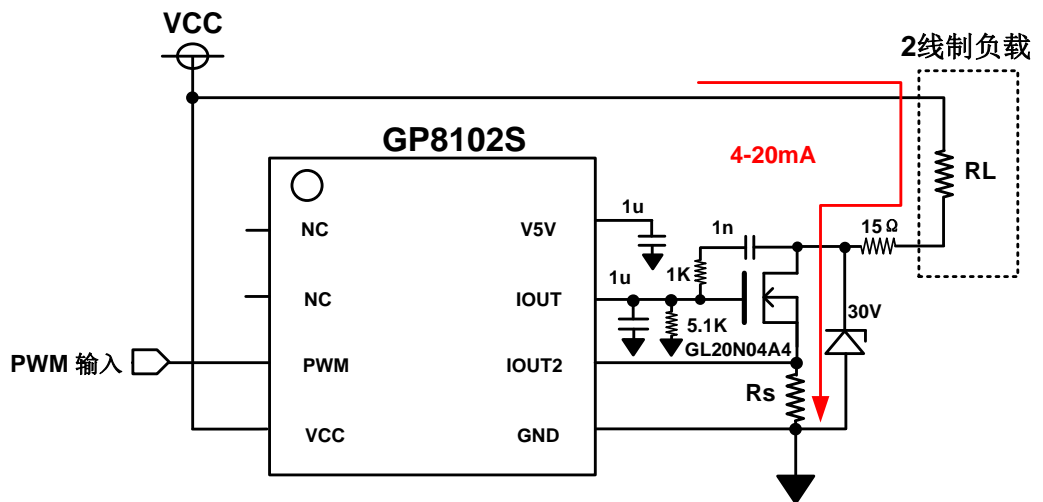 VCC
2线制负载
GP8102S
4-20mA
RL
1u
NC
V5V
1n
15Ω
1K
1u
NC
IOUT
5.1K
30V
GL20N04A4
PWM 输入
PWM
IOUT2
Rs
VCC
GND